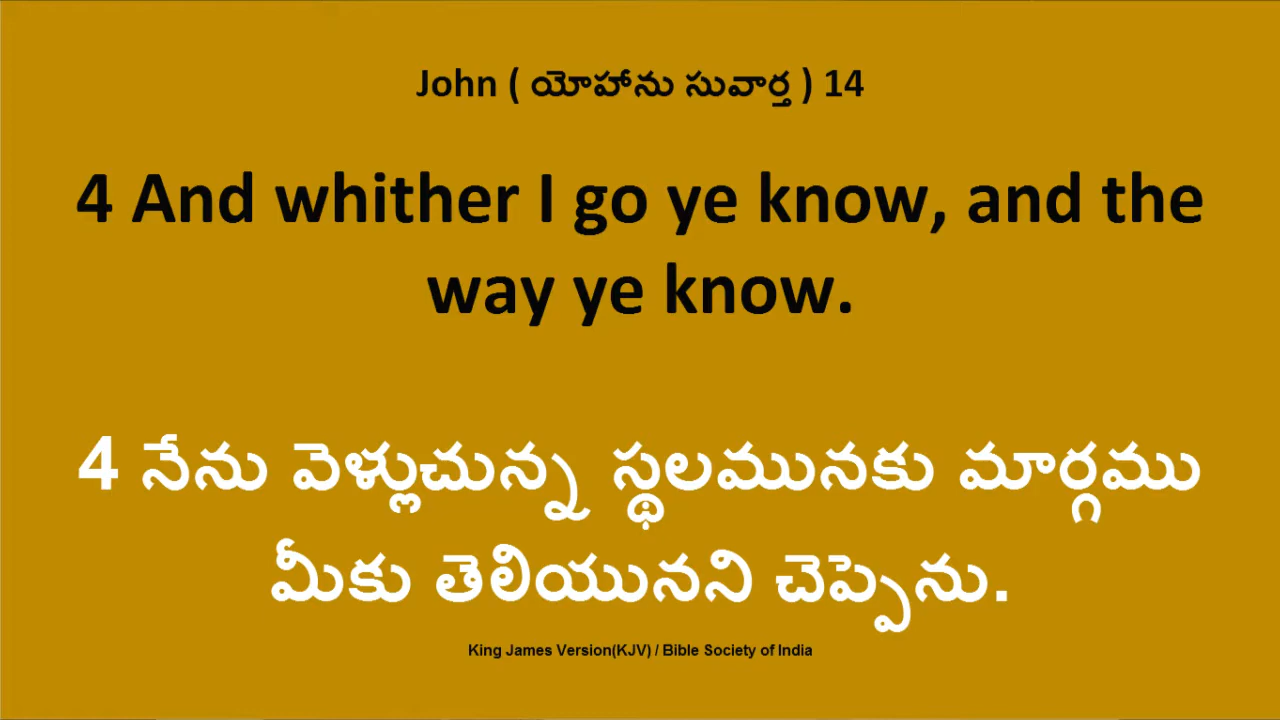 John ( యోహాను సువార్త ) 14
4 And whither I go ye know, and the
way ye know.
4 నేను వెళ్లుచున్న స్థలమునకు మార్గము
మీకు తెలియునని చెప్పెను.
King James Version(KJV) / Bible Society of India